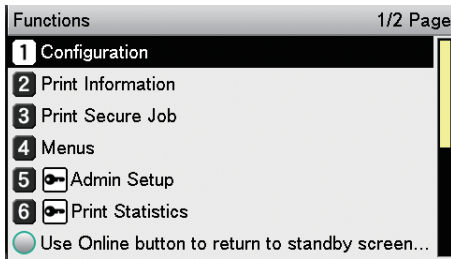 Functions 1/2 Page
1 Configuration
2 Print Information
3 Print Secure Job
4 Menus
5 Admin Setup
6 Print Statistics
Use Online button to return to standby screen...